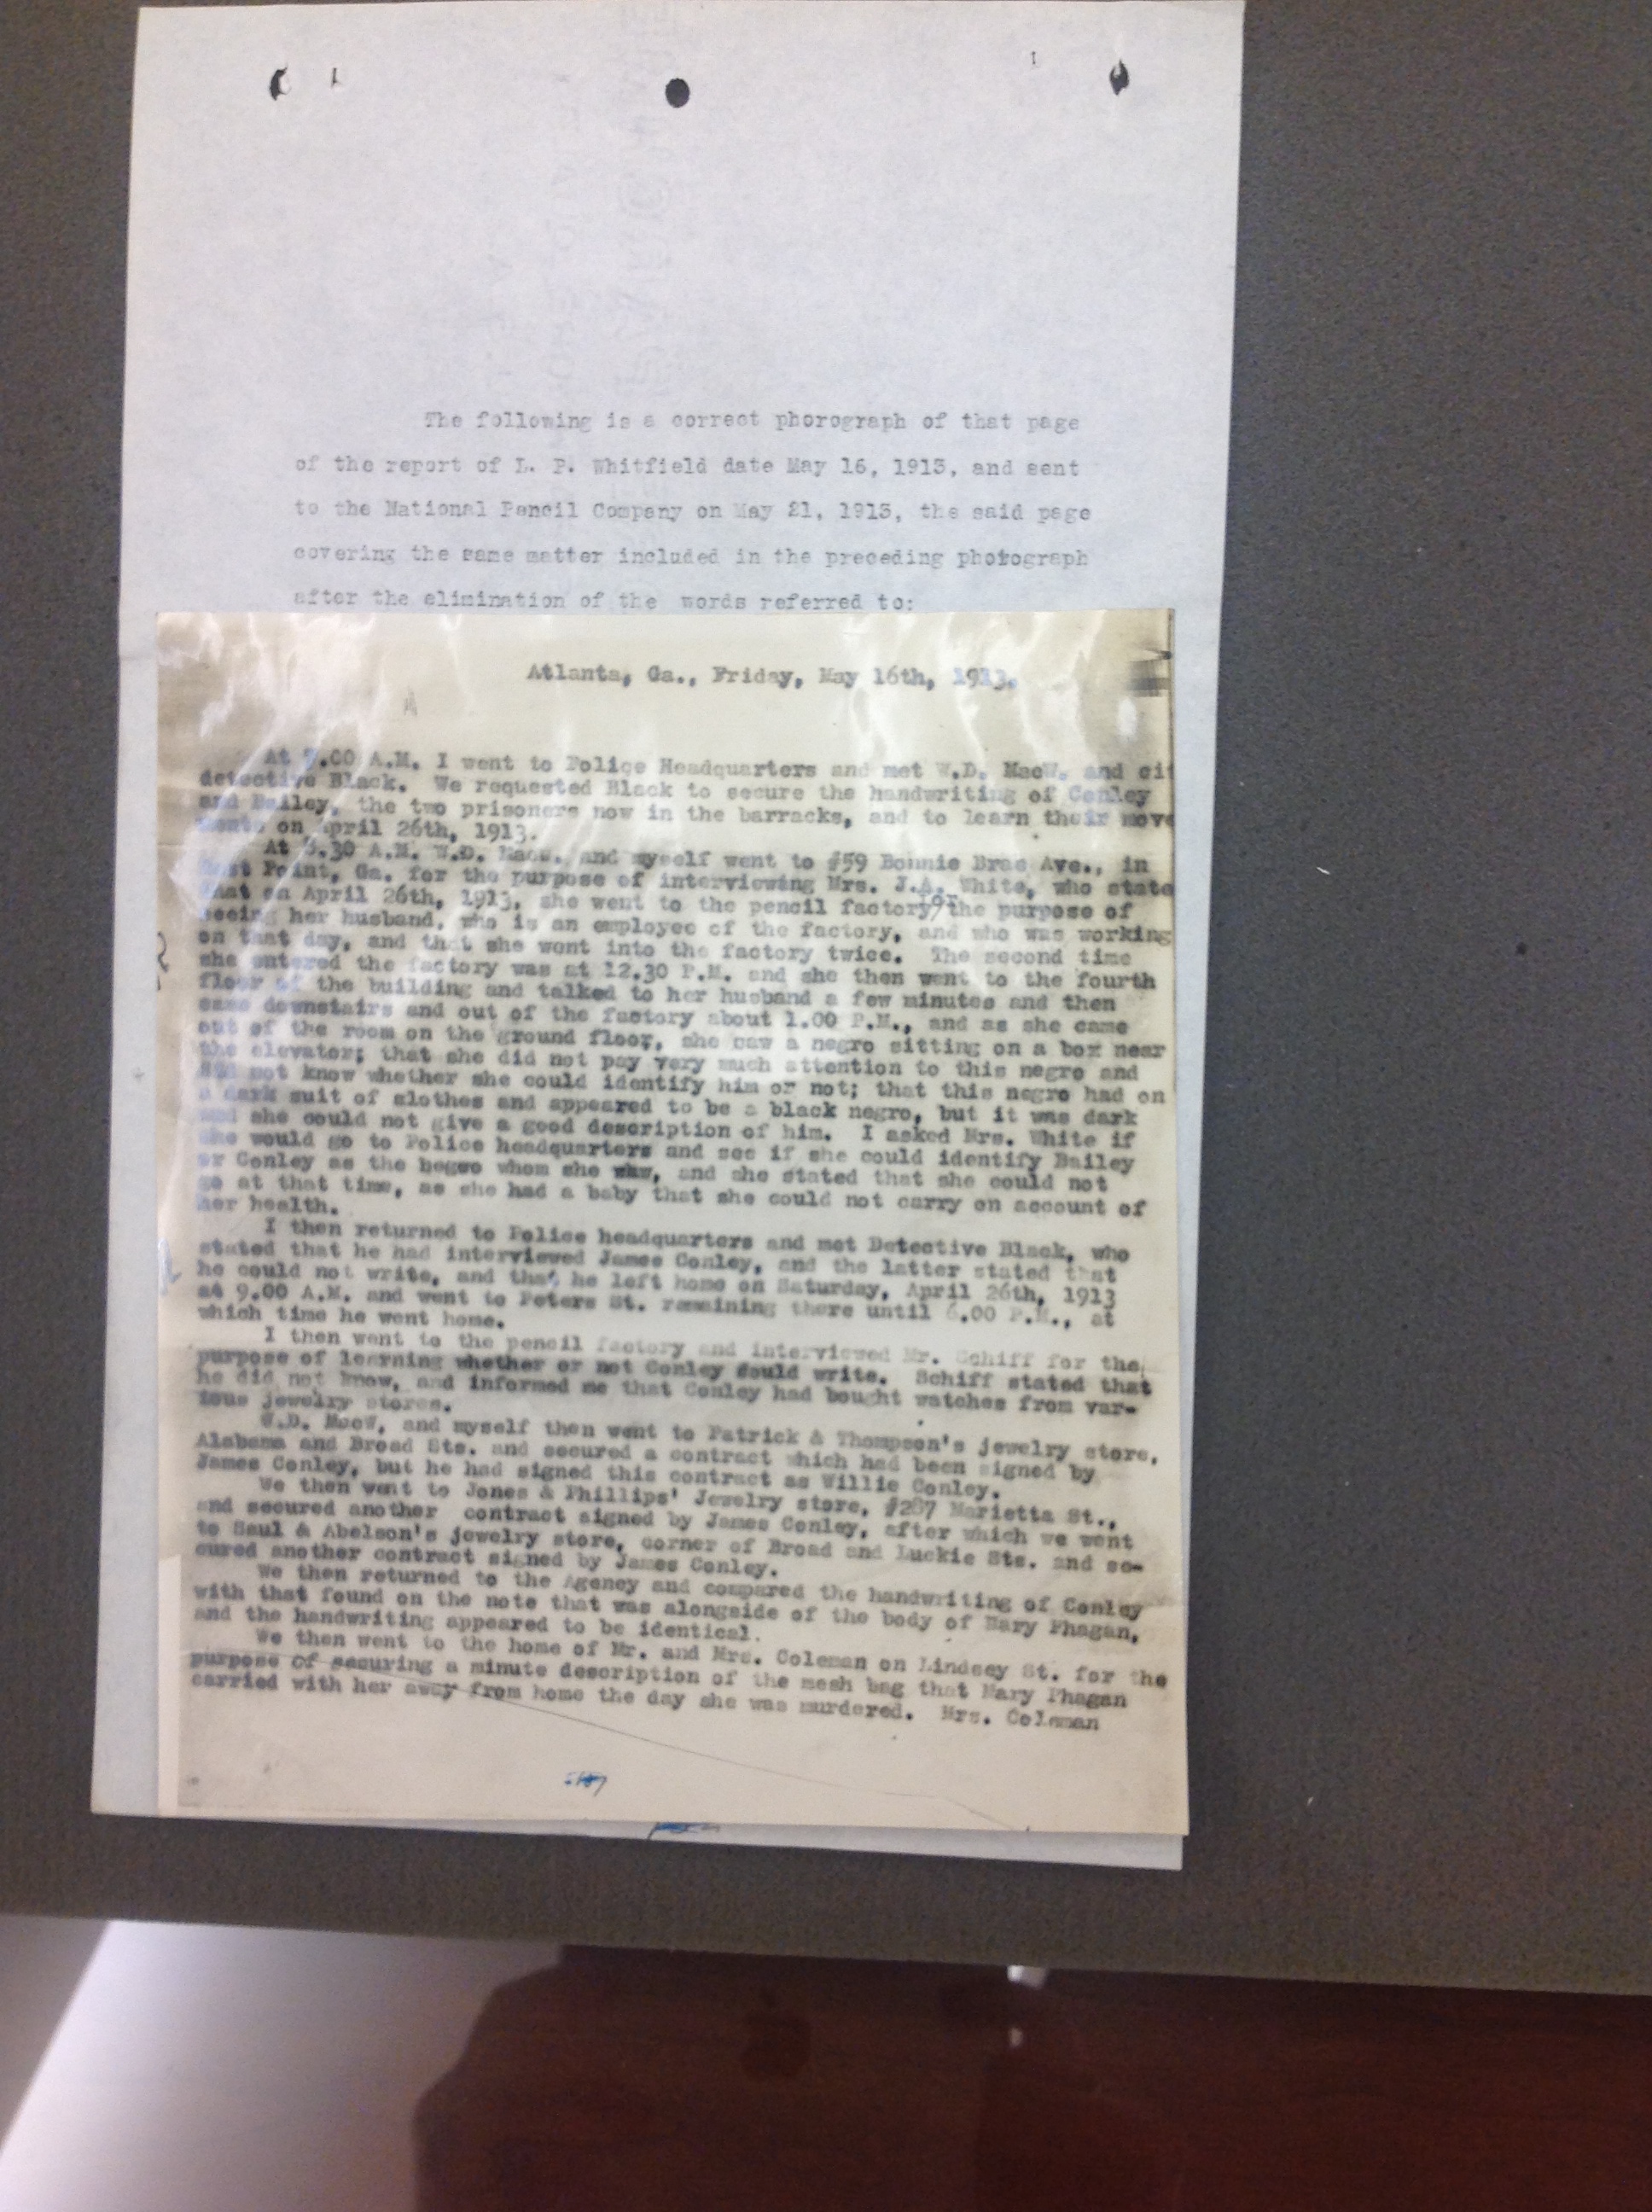 The following is a correct phorograph of that page
of the report of L. P. Whitfield date May 16, 1913, and sent
to the National Pencil Company on May 21, 1913, the said page
covering the same matter included in the preceding photograph
after the elimination of the words referred to:
Atlanta, Ga., Friday, May 16th, 1913.
At .00 A.M. I went to Police Headquarters and met W.D. MacW. and cit
detective Black. We requested Black to secure the handwriting of Conley
and Bailey, the two prisoners now in the barracks, and to learn their move
ments on April 26th, 1913.
At .30 A.M. W.D. MacW. and myself went to #59 Bonnie Brae Ave., in
Point, Ga. for the purpose of interviewing Mrs. J.A. White, who state
that on April 26th, 1913, she went to the pencil factory for the purpose of
seeing her husband, who is an employee of the factory, and who was working
on that day, and that she went into the factory twice. The second time
she entered the factory was at 12.30 P.M. and she then went to the fourth
floor of the building and talked to her husband a few minutes and then
came downstairs and out of the factory about 1.00 P.M., and as she came
out of the room on the ground floor, she saw a negro sitting on a box near
the elevator; that she did not pay very much attention to this negro and
did not know whether she could identify him or not; that this negro had on
a dark suit of clothes and appeared to be a black negro, but it was dark
and she could not give a good description of him. I asked Mrs. White if
she would go to Police headquarters and see if she could identify Bailey
or Conley as the negro whom she saw, and she stated that she could not
go at that time, as she had a baby that she could not carry on account of
her health.
I then returned to Police headquarters and met Detective Black, who
stated that he had interviewed James Conley, and the latter stated that
he could not write, and that he left home on Saturday, April 26th, 1913
at 9.00 A.M. and went to Peters St. remaining there until 6.00 P.M., at
which time he went home.
I then went to the pencil factory and interviewed Mr. Schiff for the
purpose of learning whether or not Conley could write. Schiff stated that
he did not know, and informed me that Conley had bought watches from var-
ious jewelry stores.
W.D. MacW. and myself then went to Patrick & Thompson's jewelry store,
Alabama and Broad Sts. and secured a contract which had been signed by
James Conley, but he had signed this contract as Willie Conley.
We then went to Jones & Phillips' Jewelry store, #287 Marietta St.,
and secured another contract signed by James Conley, after which we went
to Saul & Abelson's jewelry store, corner of Broad and Luckie Sts. and se-
cured another contract signed by James Conley.
We then returned to the Agency and compared the handwriting of Conley
with that found on the note that was alongside of the body of Mary Phagan,
and the handwriting appeared to be identical.
We then went to the home of Mr. and Mrs. Coleman on Lindsey St. for the
purpose of securing a minute description of the mesh bag that Mary Phagan
carried with her away from home the day she was murdered. Mrs. Coleman